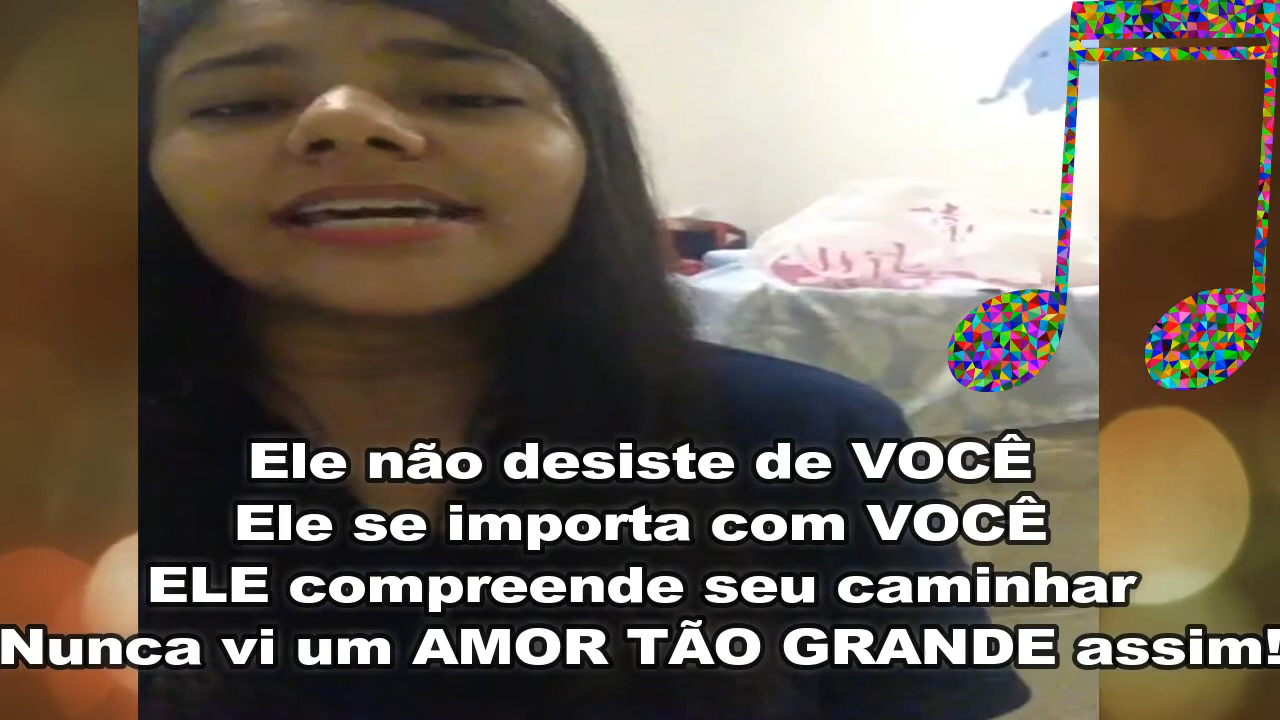 Ele não desiste de VOCÊ
Ele se importa com VOCÊ
ELE compreende seu caminhar
Nunca vi um AMOR TÃO GRANDE assim!